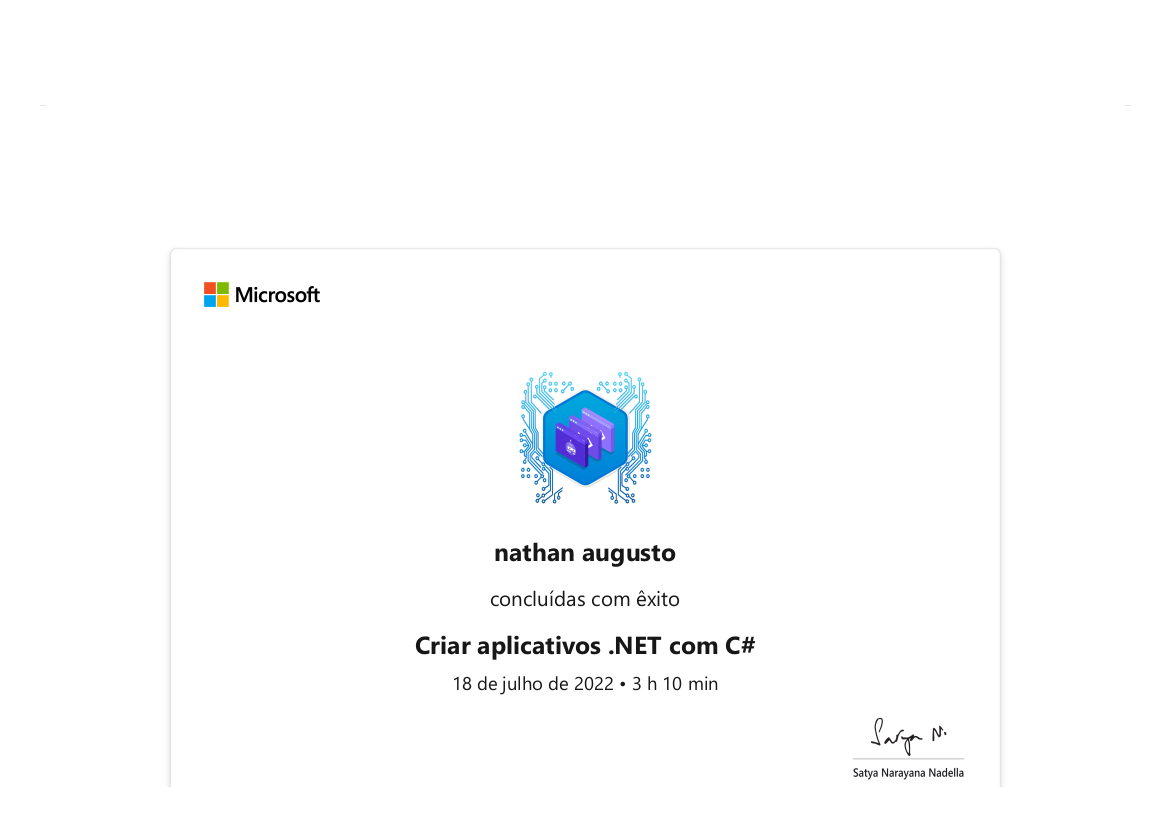 Microsoft
nathan augusto
concluídas com êxito
Criar aplicativos .NET com C#
18 de julho de 2022 • 3 h 10 min
Satya N.
Satya Narayana Nadella